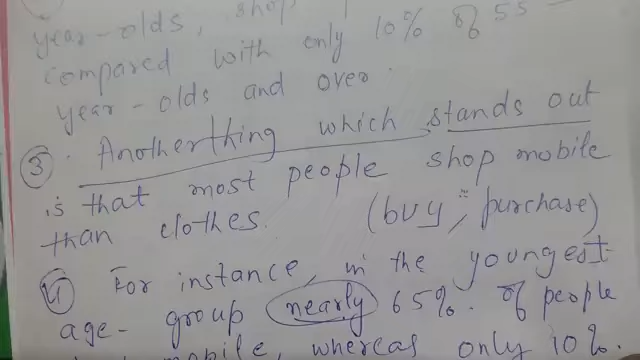 year-olds, shop
compared with only 10% of 55
year-olds and over.
③. Another thing which stands out
is that most people shop mobile
than clothes. (buy, purchase)
④ For instance, in the youngest
age-group nearly 65%. of people
mobile, whereas only 10%.